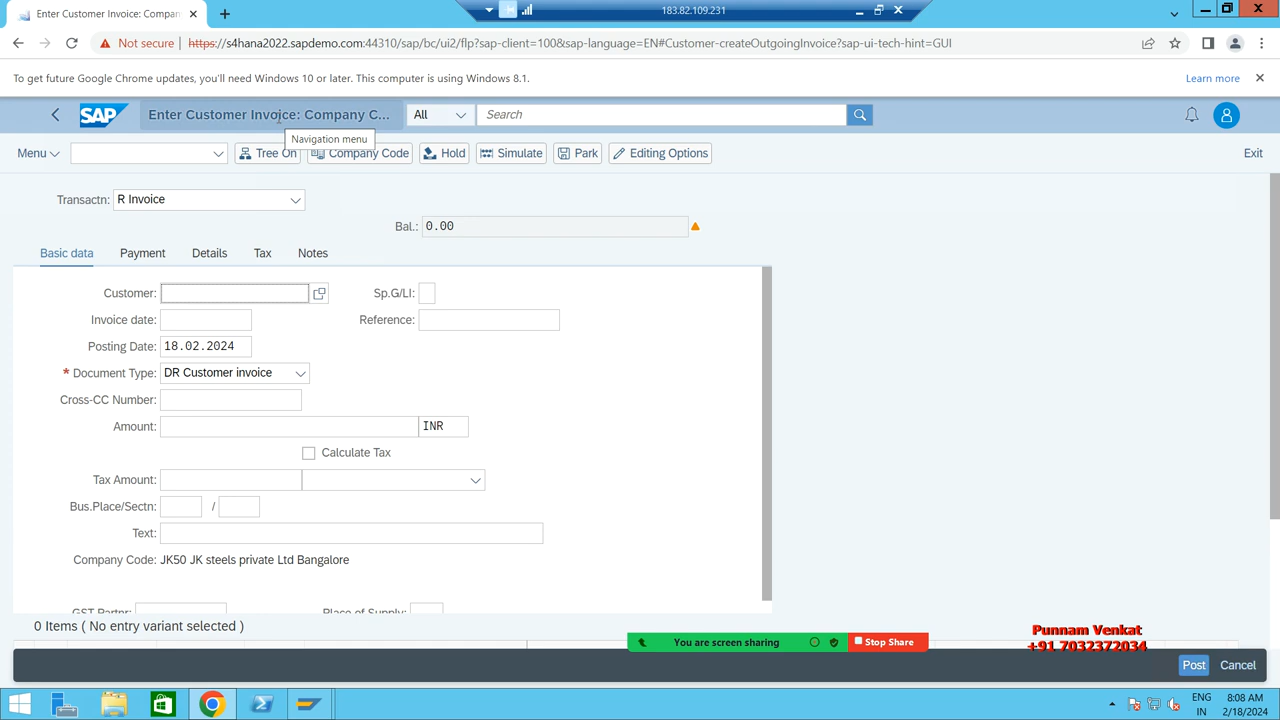 Enter Customer Invoice: Compan
183.82.109.231
Not secure
https://s4hana2022.sapdemo.com:44310/sap/bc/ui2/flp?sap-client=100&sap-language=EN#Customer-createOutgoingInvoice?sap-ui-tech-hint=GUI
To get future Google Chrome updates, you'll need Windows 10 or later. This computer is using Windows 8.1.
Learn more
SAP
Enter Customer Invoice: Company C...
All
Search
Navigation menu
Menu
Tree On
Company Code
Hold
Simulate
Park
Editing Options
Exit
Transactn: R Invoice
Bal.: 0.00
Basic data
Payment
Details
Tax
Notes
Customer:
Sp.G/LI:
Invoice date:
Reference:
Posting Date: 18.02.2024
* Document Type: DR Customer invoice
Cross-CC Number:
Amount:
INR
Calculate Tax
Tax Amount:
Bus.Place/Sectn: /
Text:
Company Code: JK50 JK steels private Ltd Bangalore
GST Partnr:
Place of Supply:
0 Items ( No entry variant selected )
You are screen sharing
Stop Share
Punnam Venkat
+91 7032372034
Post
Cancel
ENG
IN
8:08 AM
2/18/2024